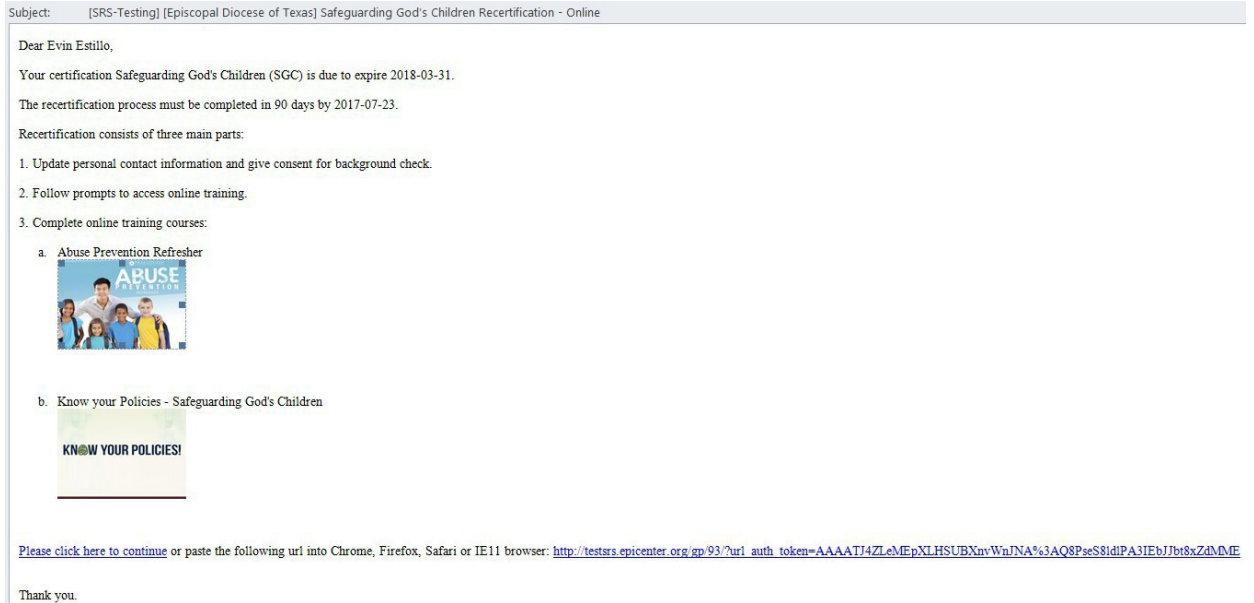 Subject: [SRS-Testing] [Episcopal Diocese of Texas] Safeguarding God's Children Recertification - Online
Dear Evin Estillo,
Your certification Safeguarding God's Children (SGC) is due to expire 2018-03-31.
The recertification process must be completed in 90 days by 2017-07-23.
Recertification consists of three main parts:
1. Update personal contact information and give consent for background check.
2. Follow prompts to access online training.
3. Complete online training courses:
a. Abuse Prevention Refresher
ABUSE
PREVENTION
b. Know your Policies - Safeguarding God's Children
KNOW YOUR POLICIES!
Please click here to continue or paste the following url into Chrome, Firefox, Safari or IE11 browser: http://testsrs.epicenter.org/gp/93/?url_auth_token=AAAATJ4ZLeMEpXLHSUBXnvWnJNA%3AQ8PseS8ldlPA3IEbJJbt8xZdMME
Thank you.